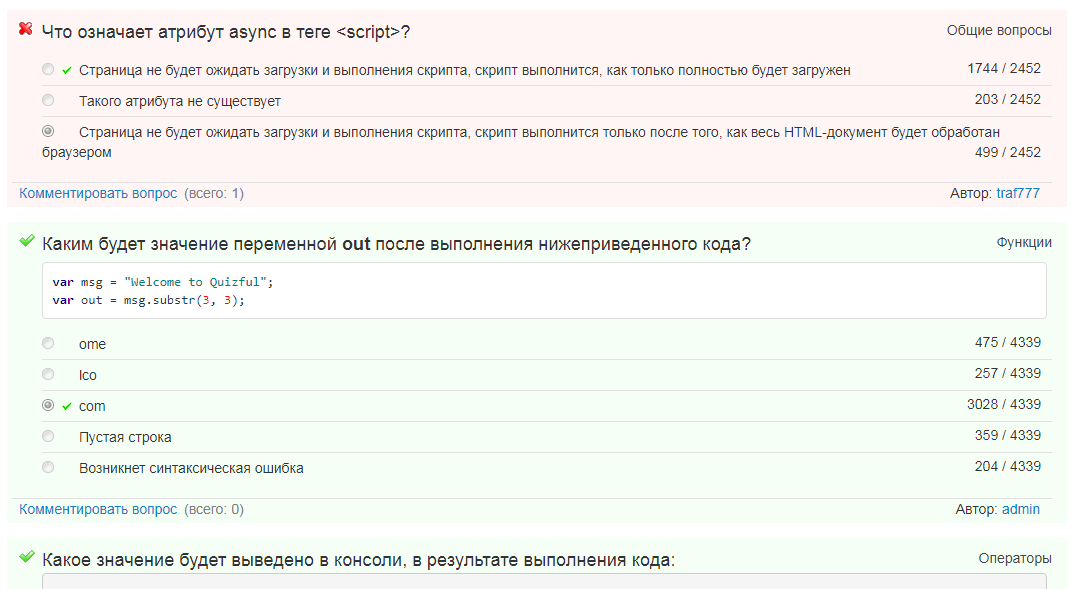 Что означает атрибут async в теге <script>?
Общие вопросы
Страница не будет ожидать загрузки и выполнения скрипта, скрипт выполнится, как только полностью будет загружен
1744 / 2452
Такого атрибута не существует
203 / 2452
Страница не будет ожидать загрузки и выполнения скрипта, скрипт выполнится только после того, как весь HTML-документ будет обработан
браузером
499 / 2452
Комментировать вопрос (всего: 1)
Автор: traf777
Каким будет значение переменной out после выполнения нижеприведенного кода?
Функции
var msg = "Welcome to Quizful";
var out = msg.substr(3, 3);
ome
475 / 4339
lco
257 / 4339
com
3028 / 4339
Пустая строка
359 / 4339
Возникнет синтаксическая ошибка
204 / 4339
Комментировать вопрос (всего: 0)
Автор: admin
Какое значение будет выведено в консоли, в результате выполнения кода:
Операторы